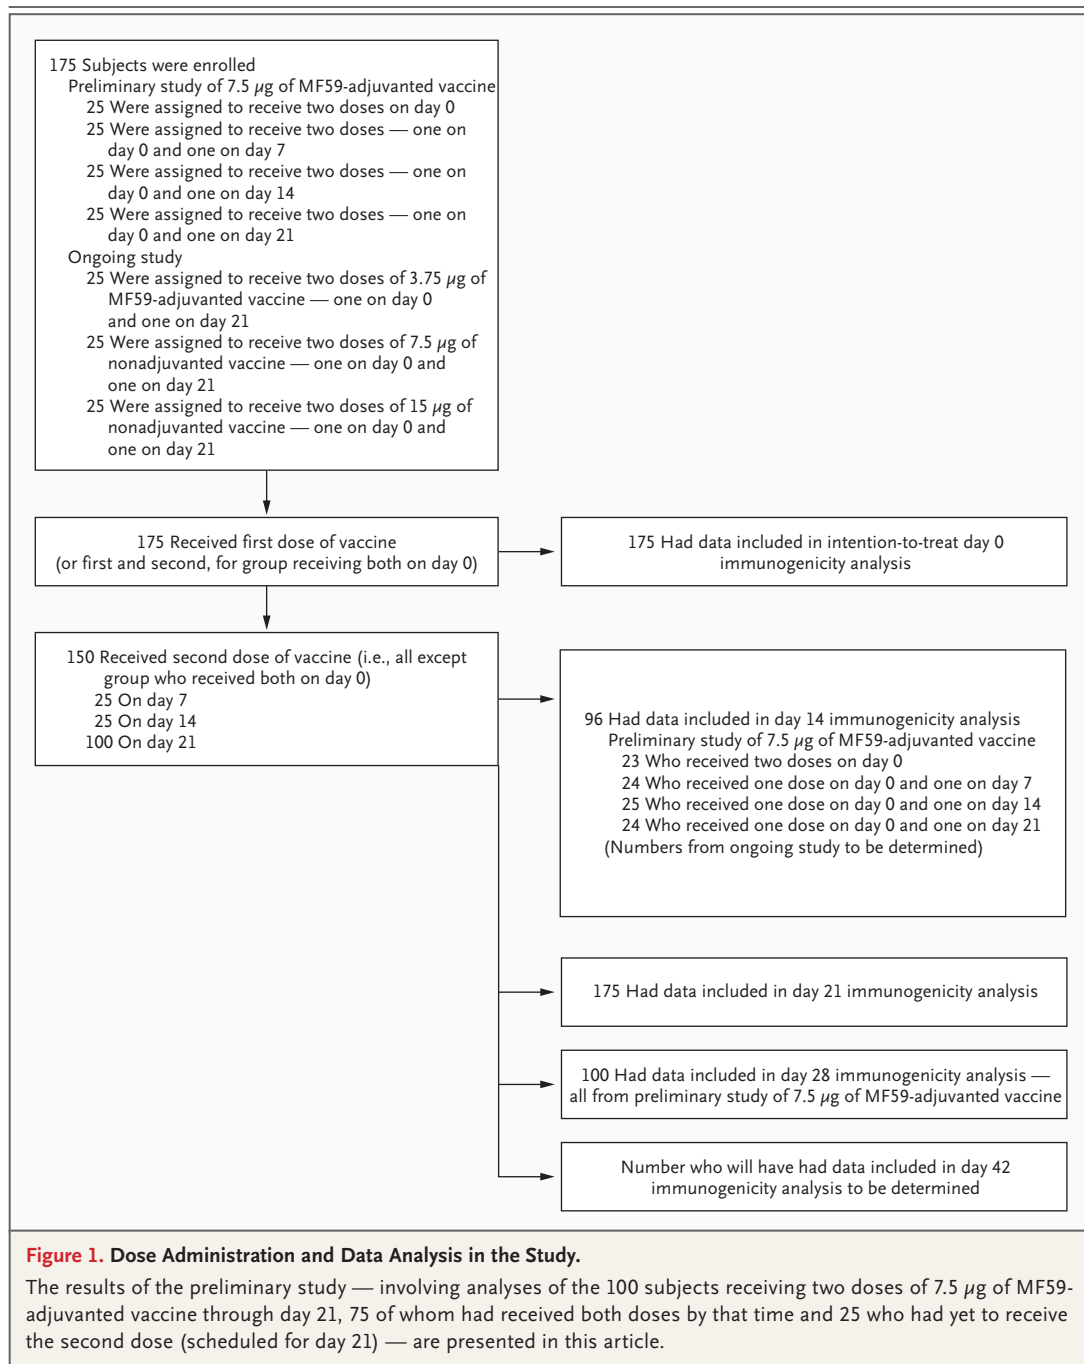 175 Subjects were enrolled
Preliminary study of 7.5 µg of MF59-adjuvanted vaccine
25 Were assigned to receive two doses on day 0
25 Were assigned to receive two doses — one on
day 0 and one on day 7
25 Were assigned to receive two doses — one on
day 0 and one on day 14
25 Were assigned to receive two doses — one on
day 0 and one on day 21
Ongoing study
25 Were assigned to receive two doses of 3.75 µg of
MF59-adjuvanted vaccine — one on day 0
and one on day 21
25 Were assigned to receive two doses of 7.5 µg of
nonadjuvanted vaccine — one on day 0 and
one on day 21
25 Were assigned to receive two doses of 15 µg of
nonadjuvanted vaccine — one on day 0 and
one on day 21
175 Received first dose of vaccine
(or first and second, for group receiving both on day 0)
175 Had data included in intention-to-treat day 0
immunogenicity analysis
150 Received second dose of vaccine (i.e., all except
group who received both on day 0)
25 On day 7
25 On day 14
100 On day 21
96 Had data included in day 14 immunogenicity analysis
Preliminary study of 7.5 µg of MF59-adjuvanted vaccine
23 Who received two doses on day 0
24 Who received one dose on day 0 and one on day 7
25 Who received one dose on day 0 and one on day 14
24 Who received one dose on day 0 and one on day 21
(Numbers from ongoing study to be determined)
175 Had data included in day 21 immunogenicity analysis
100 Had data included in day 28 immunogenicity analysis —
all from preliminary study of 7.5 µg of MF59-adjuvanted vaccine
Number who will have had data included in day 42
immunogenicity analysis to be determined
Figure 1. Dose Administration and Data Analysis in the Study.
The results of the preliminary study — involving analyses of the 100 subjects receiving two doses of 7.5 µg of MF59-
adjuvanted vaccine through day 21, 75 of whom had received both doses by that time and 25 who had yet to receive
the second dose (scheduled for day 21) — are presented in this article.